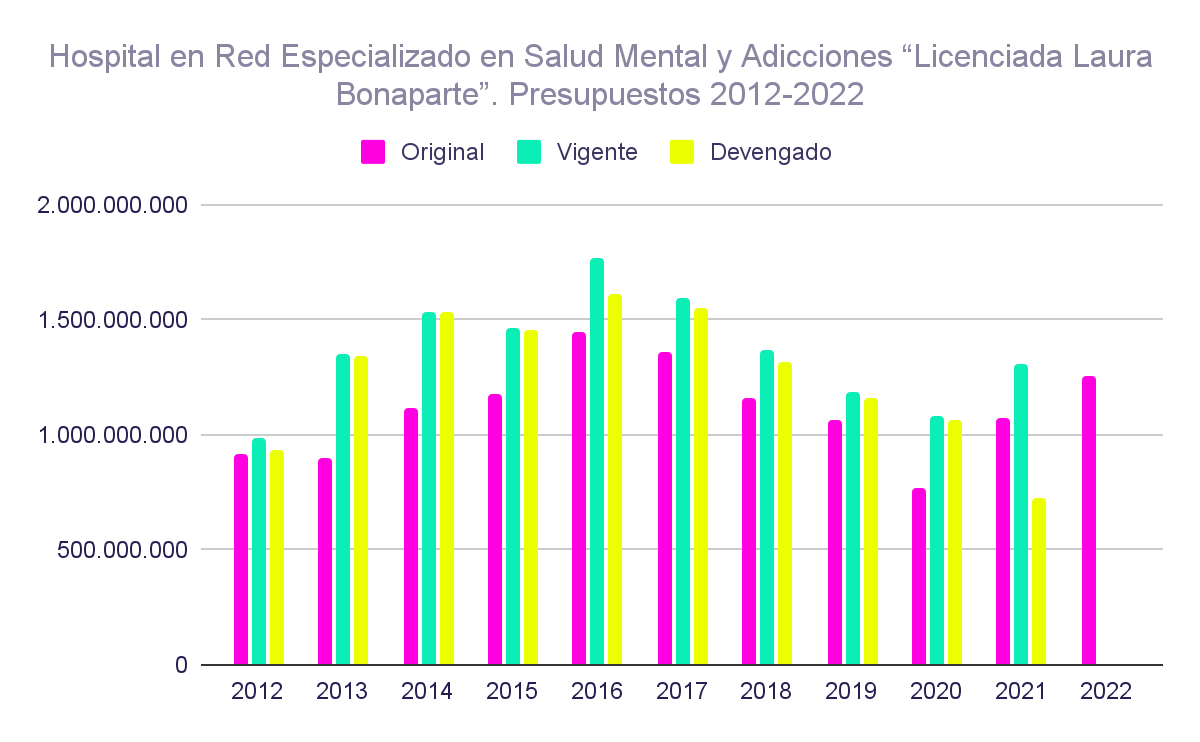 Hospital en Red Especializado en Salud Mental y Adicciones “Licenciada Laura
Bonaparte”. Presupuestos 2012-2022
Original Vigente Devengado
2.000.000.000
1.500.000.000
1.000.000.000
500.000.000
0
2012 2013 2014 2015 2016 2017 2018 2019 2020 2021 2022